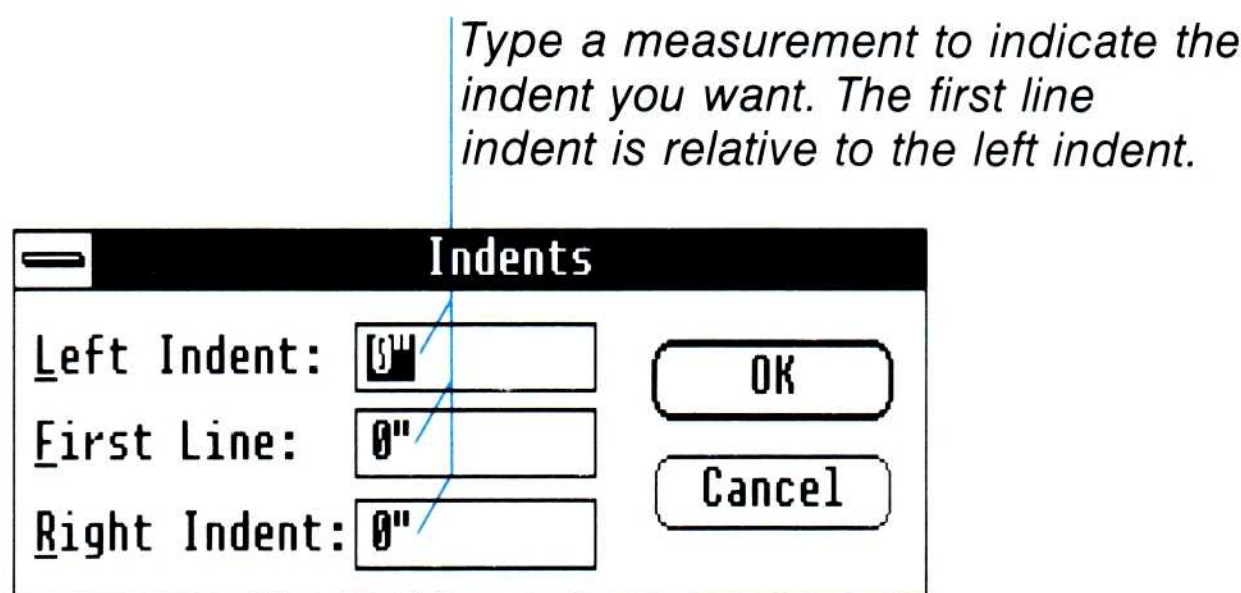 Type a measurement to indicate the
indent you want. The first line
indent is relative to the left indent.
Indents
Left Indent: 0"
OK
First Line: 0"
Cancel
Right Indent: 0"